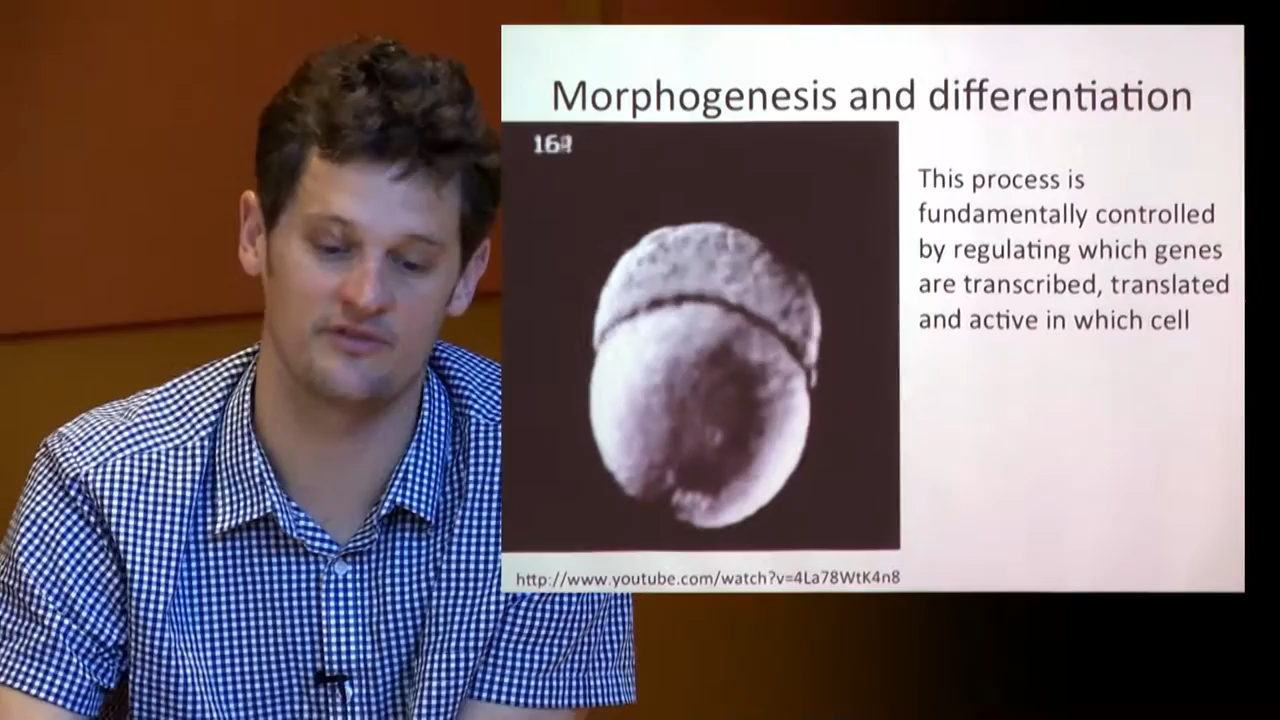 Morphogenesis and differentiation
This process is
fundamentally controlled
by regulating which genes
are transcribed, translated
and active in which cell
http://www.youtube.com/watch?v=4La78WtK4n8